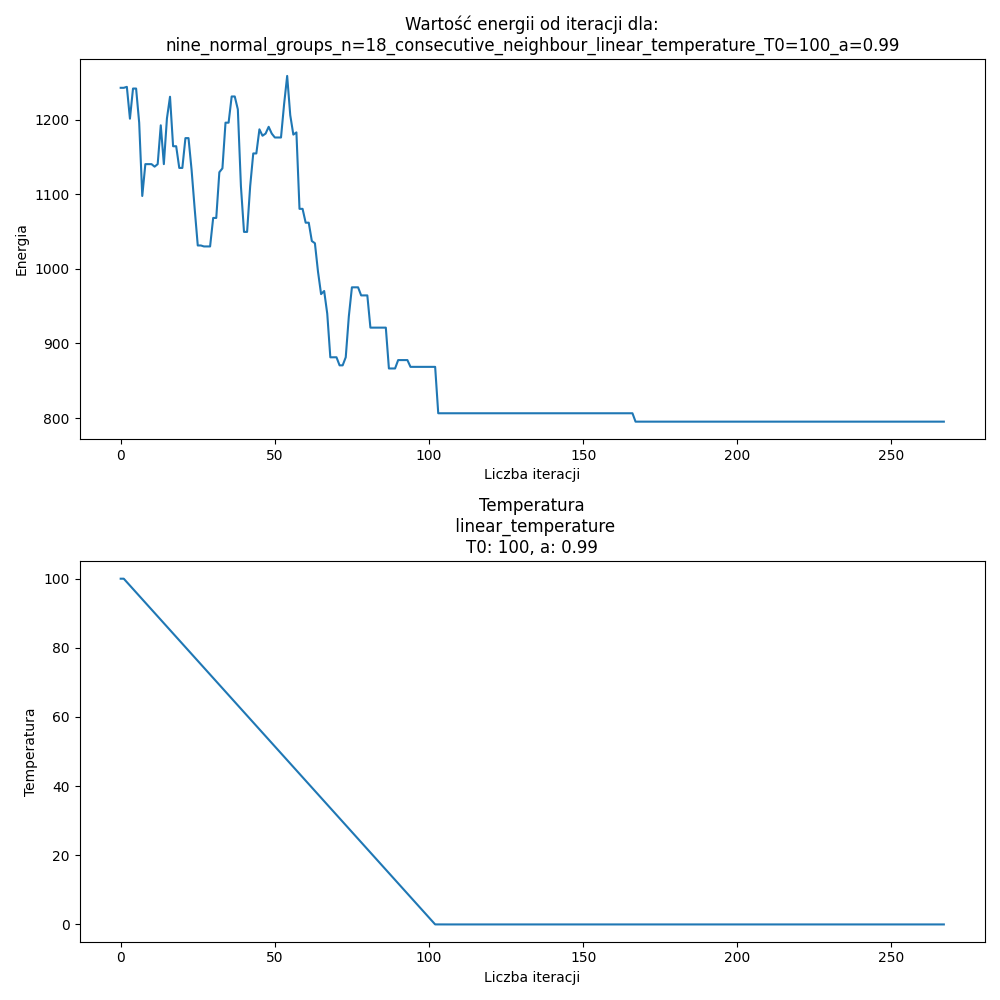 Wartość energii od iteracji dla:
nine_normal_groups_n=18_consecutive_neighbour_linear_temperature_T0=100_a=0.99
1200
1100
1000
900
800
Energia
0 50 100 150 200 250
Liczba iteracji
Temperatura
linear_temperature
T0: 100, a: 0.99
100
80
60
40
20
0
Temperatura
0 50 100 150 200 250
Liczba iteracji